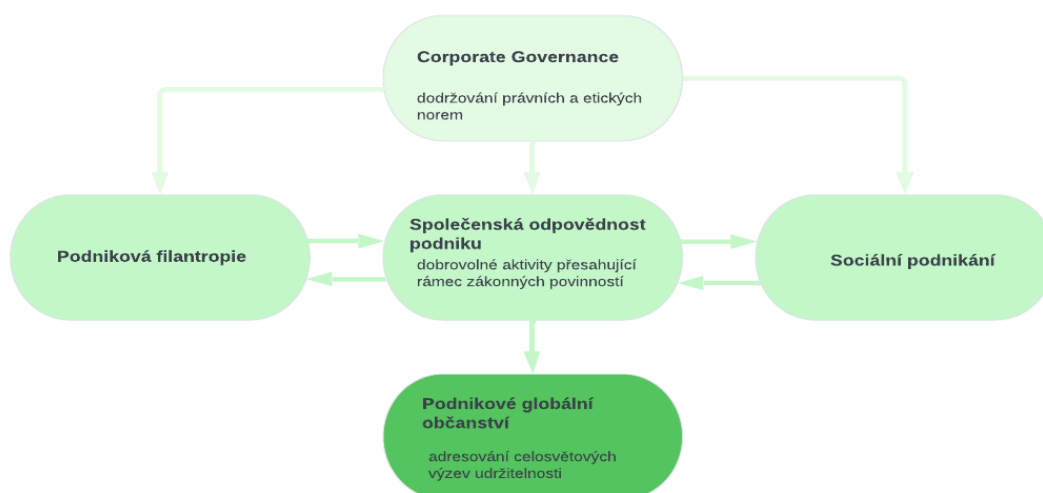 Corporate Governance
dodržování právních a etických
norem
Podniková filantropie
Společenská odpovědnost
podniku
dobrovolné aktivity přesahující
rámec zákonných povinností
Sociální podnikání
Podnikové globální
občanství
adresování celosvětových
výzev udržitelnosti